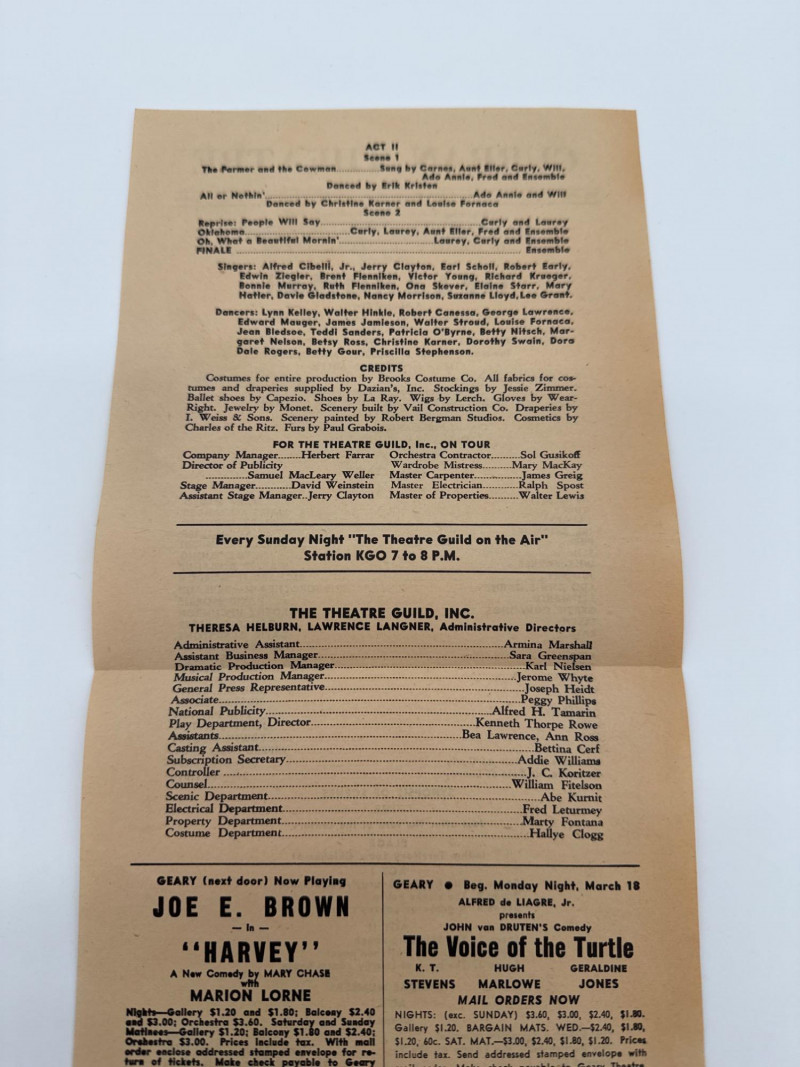 ACT II
Scene 1
The Farmer and the Cowman..............Song by Carnes, Aunt Eller, Curly, Will,
Ado Annie, Fred and Ensemble
Danced by Erik Kristen
All or Nothin'..............Ado Annie and Will
Danced by Christine Karner and Louise Fornaca
Scene 2
Reprise: People Will Say..............Curly and Laurey
Oklahoma..............Curly, Laurey, Aunt Eller, Fred and Ensemble
Oh, What a Beautiful Mornin'..............Laurey, Curly and Ensemble
FINALE .............. Ensemble
Singers: Alfred Cibelli, Jr., Jerry Clayton, Earl Scholl, Robert Early,
Edwin Ziegler, Brent Flenniken, Victor Young, Richard Krueger,
Bonnie Murray, Ruth Flenniken, Ona Skever, Elaine Starr, Mary
Hatler, Davie Gladstone, Nancy Morrison, Suzanne Lloyd, Lee Grant.
Dancers: Lynn Kelley, Walter Hinkle, Robert Canessa, George Lawrence,
Edward Mauger, James Jamieson, Walter Stroud, Louise Fornaca,
Jean Bledsoe, Teddi Sanders, Patricia O'Byrne, Betty Nitsch, Mar-
garet Nelson, Betsy Ross, Christine Karner, Dorothy Swain, Dora
Dale Rogers, Betty Gour, Priscilla Stephenson.
CREDITS
Costumes for entire production by Brooks Costume Co. All fabrics for cos-
tumes and draperies supplied by Dazian's, Inc. Stockings by Jessie Zimmer.
Ballet shoes by Capezio. Shoes by La Ray. Wigs by Lerch. Gloves by Wear-
Right. Jewelry by Monet. Scenery built by Vail Construction Co. Draperies by
I. Weiss & Sons. Scenery painted by Robert Bergman Studios. Cosmetics by
Charles of the Ritz. Furs by Paul Grabois.
FOR THE THEATRE GUILD, Inc., ON TOUR
Company Manager........Herbert Farrar
Director of Publicity
..............Samuel MacLeary Weller
Stage Manager............David Weinstein
Assistant Stage Manager..Jerry Clayton
Orchestra Contractor..........Sol Gusikoff
Wardrobe Mistress..........Mary MacKay
Master Carpenter..............James Greig
Master Electrician............Ralph Spost
Master of Properties..........Walter Lewis
Every Sunday Night "The Theatre Guild on the Air"
Station KGO 7 to 8 P.M.
THE THEATRE GUILD, INC.
THERESA HELBURN, LAWRENCE LANGNER, Administrative Directors
Administrative Assistant..............Armina Marshall
Assistant Business Manager..............Sara Greenspan
Dramatic Production Manager..............Karl Nielsen
Musical Production Manager..............Jerome Whyte
General Press Representative..............Joseph Heidt
Associate..............Peggy Phillips
National Publicity..............Alfred H. Tamarin
Play Department, Director..............Kenneth Thorpe Rowe
Assistants..............Bea Lawrence, Ann Ross
Casting Assistant..............Bettina Cerf
Subscription Secretary..............Addie Williams
Controller ..............J. C. Koritzer
Counsel..............William Fitelson
Scenic Department..............Abe Kurnit
Electrical Department..............Fred Leturmey
Property Department..............Marty Fontana
Costume Department..............Hallye Clogg
GEARY (next door) Now Playing
JOE E. BROWN
— In —
"HARVEY"
A New Comedy by MARY CHASE
with
MARION LORNE
Nights—Gallery $1.20 and $1.80; Balcony $2.40
and $3.00; Orchestra $3.60. Saturday and Sunday
Matinees—Gallery $1.20; Balcony $1.80 and $2.40;
Orchestra $3.00. Prices include tax. With mail
order enclose addressed stamped envelope for re-
turn of tickets. Make check payable to Geary
GEARY ● Beg. Monday Night, March 18
ALFRED de LIAGRE, Jr.
presents
JOHN van DRUTEN'S Comedy
The Voice of the Turtle
K. T. HUGH GERALDINE
STEVENS MARLOWE JONES
MAIL ORDERS NOW
NIGHTS: (exc. SUNDAY) $3.60, $3.00, $2.40, $1.80.
Gallery $1.20. BARGAIN MATS. WED.—$2.40, $1.80,
$1.20, 60c. SAT. MAT.—$3.00, $2.40, $1.80, $1.20. Prices
include tax. Send addressed stamped envelope with